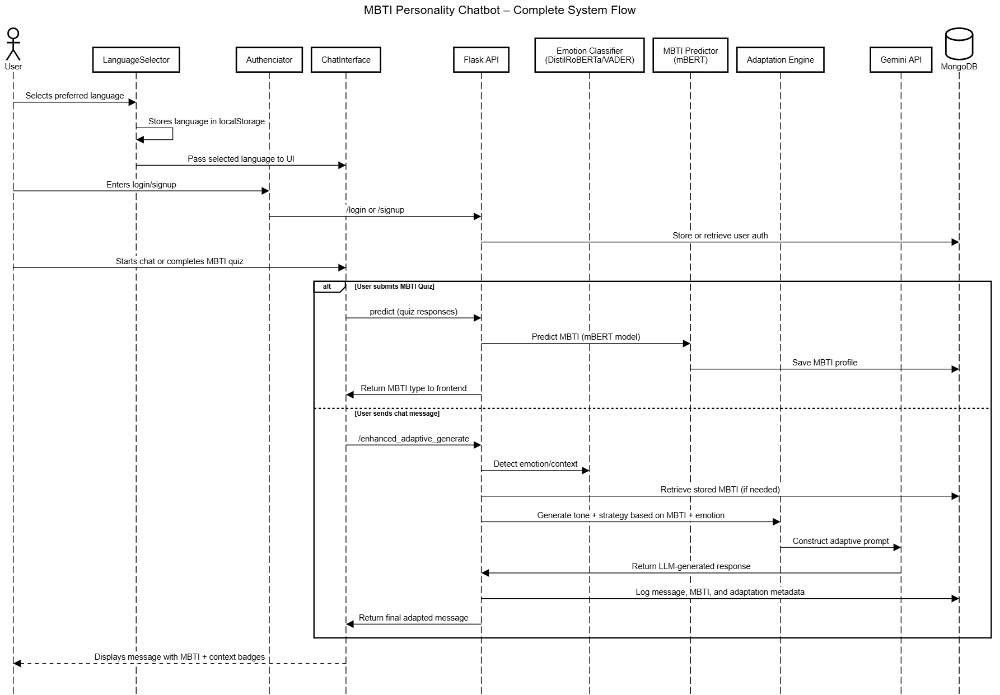 MBTI Personality Chatbot – Complete System Flow
User
LanguageSelector
Authenciator
ChatInterface
Flask API
Emotion Classifier
(DistilRoBERTa/VADER)
MBTI Predictor
(mBERT)
Adaptation Engine
Gemini API
MongoDB
Selects preferred language
Stores language in localStorage
Pass selected language to UI
Enters login/signup
/login or /signup
Store or retrieve user auth
Starts chat or completes MBTI quiz
alt
[User submits MBTI Quiz]
predict (quiz responses)
Predict MBTI (mBERT model)
Save MBTI profile
Return MBTI type to frontend
[User sends chat message]
/enhanced_adaptive_generate
Detect emotion/context
Retrieve stored MBTI (if needed)
Generate tone + strategy based on MBTI + emotion
Construct adaptive prompt
Return LLM-generated response
Log message, MBTI, and adaptation metadata
Return final adapted message
Displays message with MBTI + context badges